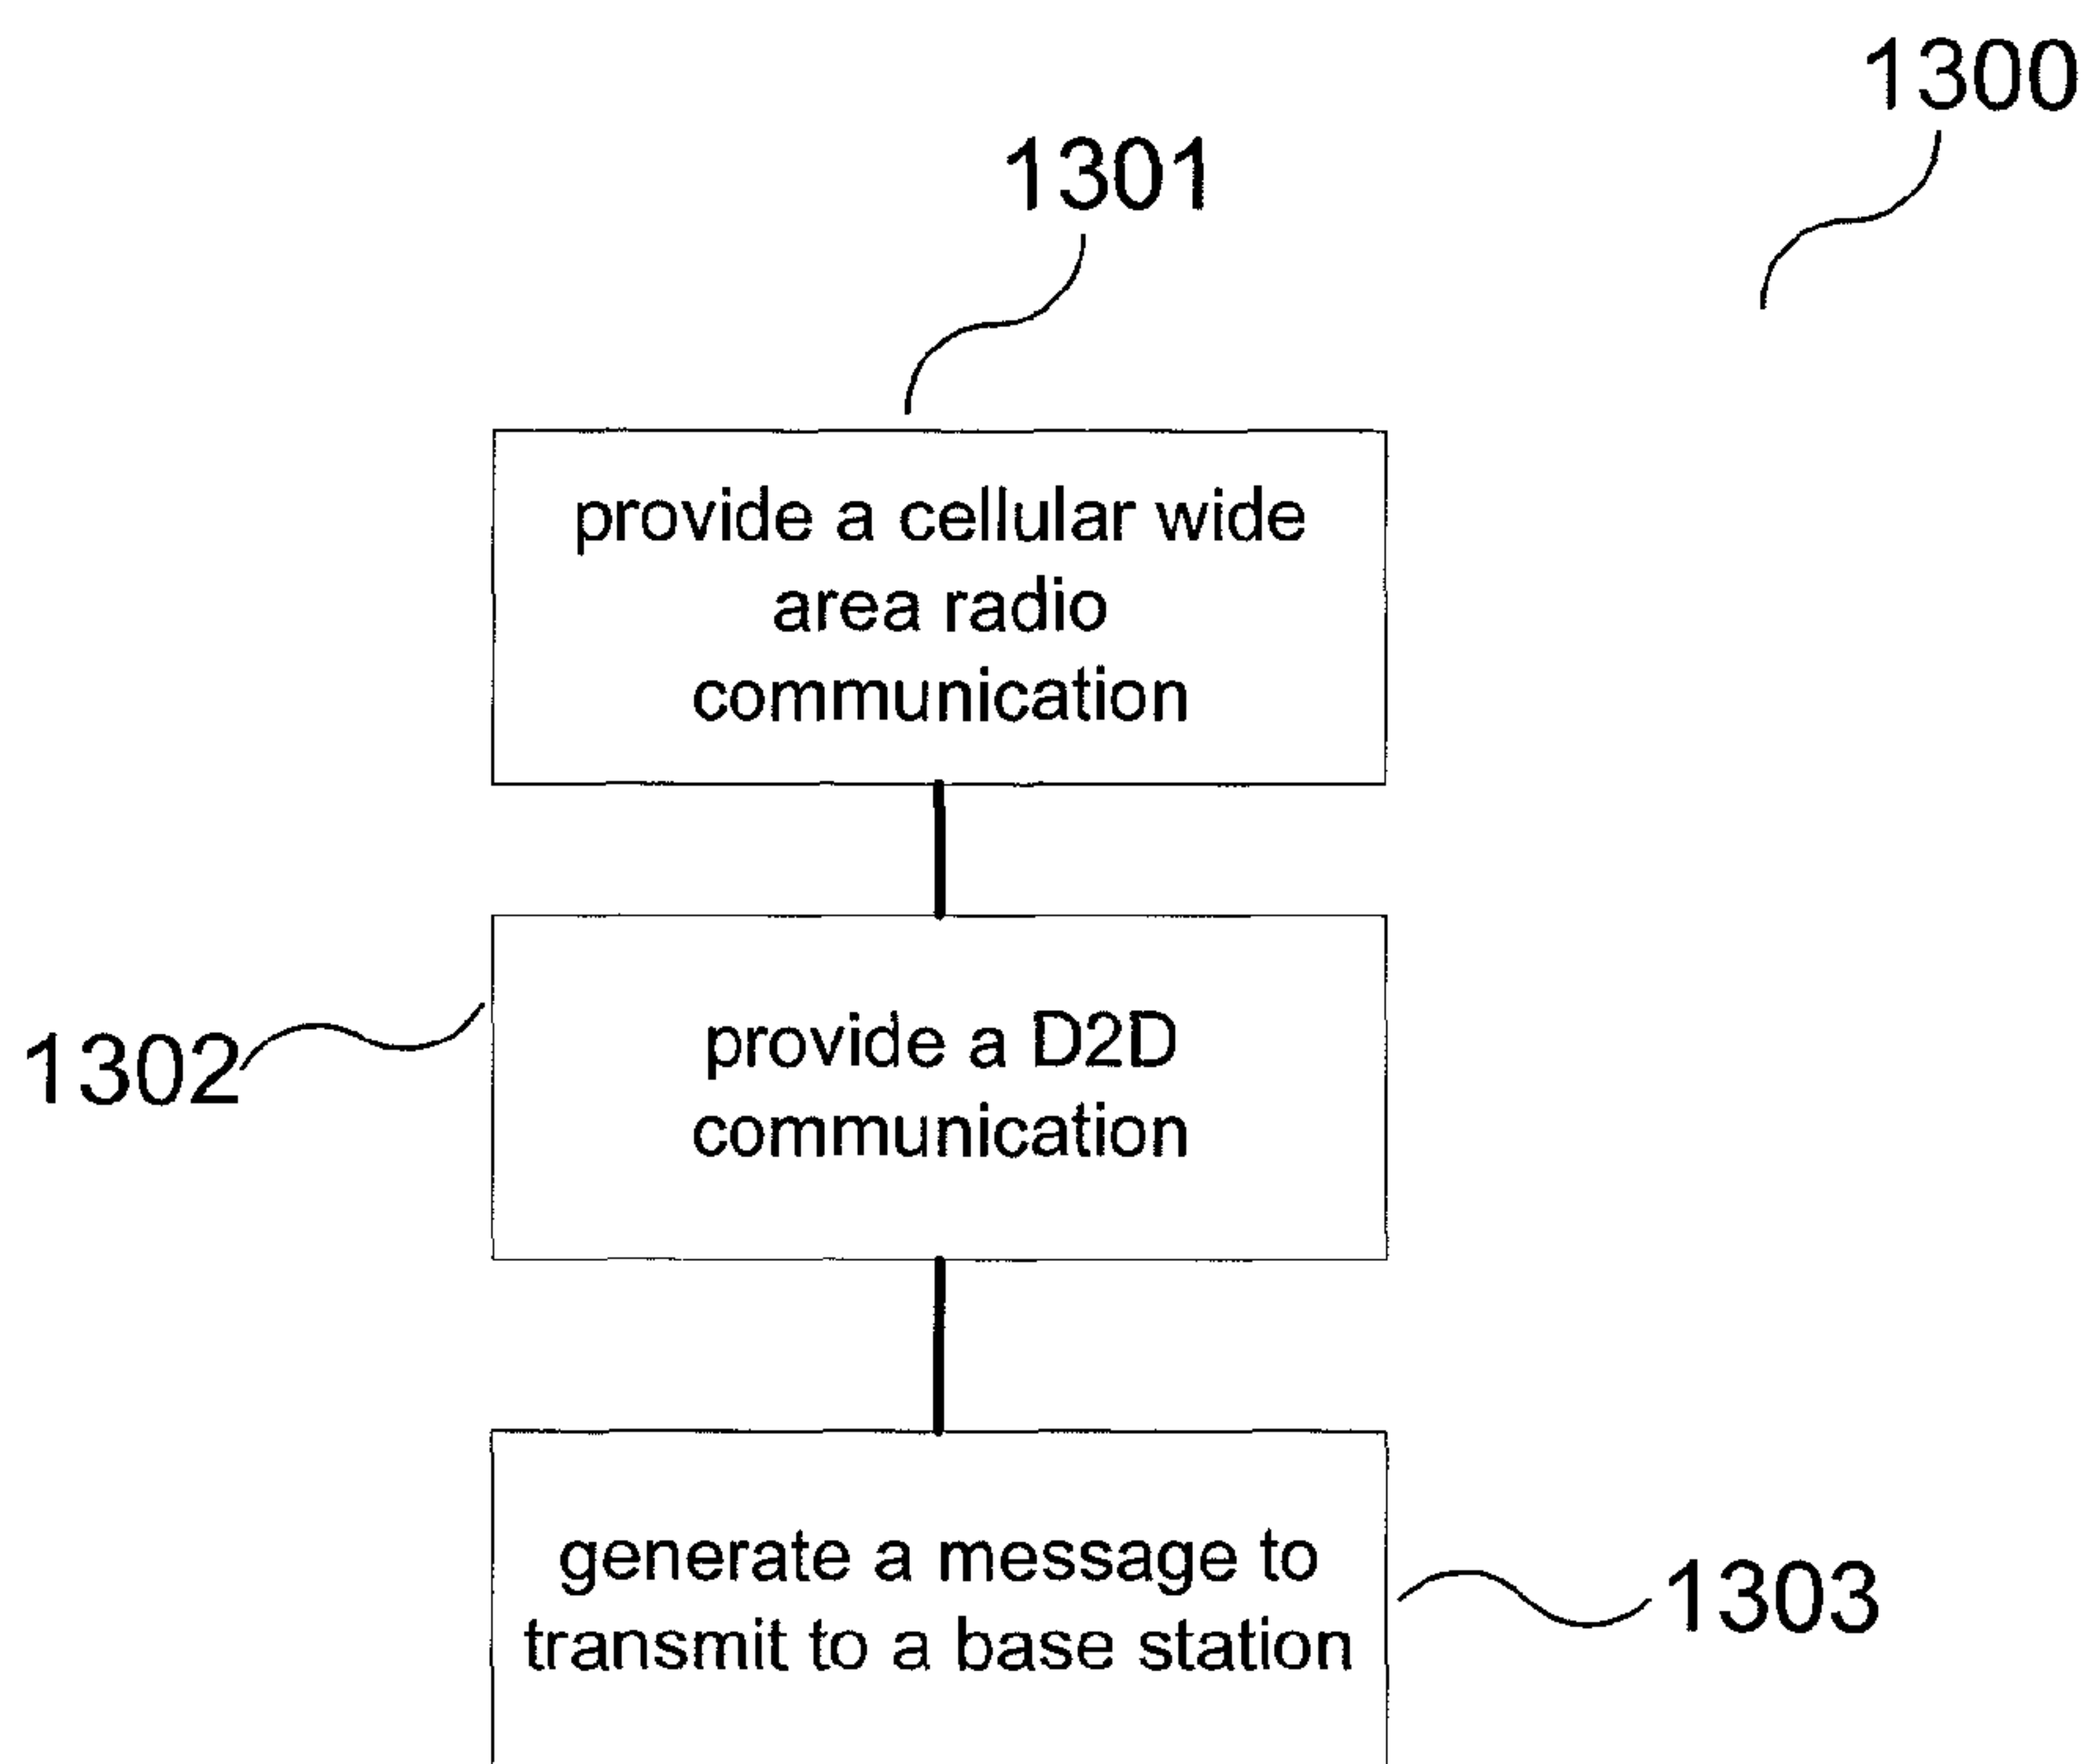 1300
1301
provide a cellular wide
area radio
communication
1302
provide a D2D
communication
generate a message to
transmit to a base station
1303